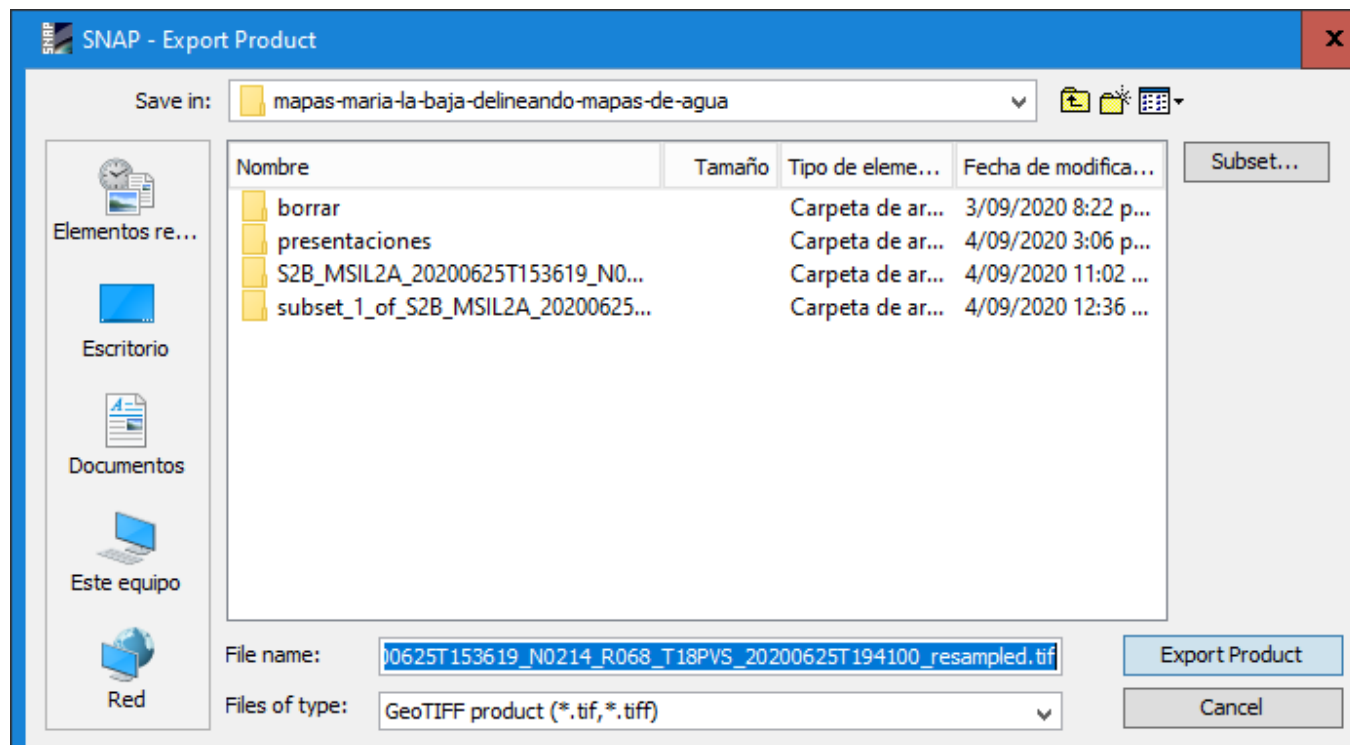 SNAP SNAP - Export Product x
Save in: mapas-maria-la-baja-delineando-mapas-de-agua
Nombre Tamaño Tipo de eleme... Fecha de modifica... Subset...
borrar Carpeta de ar... 3/09/2020 8:22 p...
presentaciones Carpeta de ar... 4/09/2020 3:06 p...
S2B_MSIL2A_20200625T153619_N0... Carpeta de ar... 4/09/2020 11:02 ...
subset_1_of_S2B_MSIL2A_20200625... Carpeta de ar... 4/09/2020 12:36 ...
Elementos re...
Escritorio
Documentos
Este equipo
Red
File name: 00625T153619_N0214_R068_T18PVS_20200625T194100_resampled.tif Export Product
Files of type: GeoTIFF product (*.tif,*.tiff) Cancel